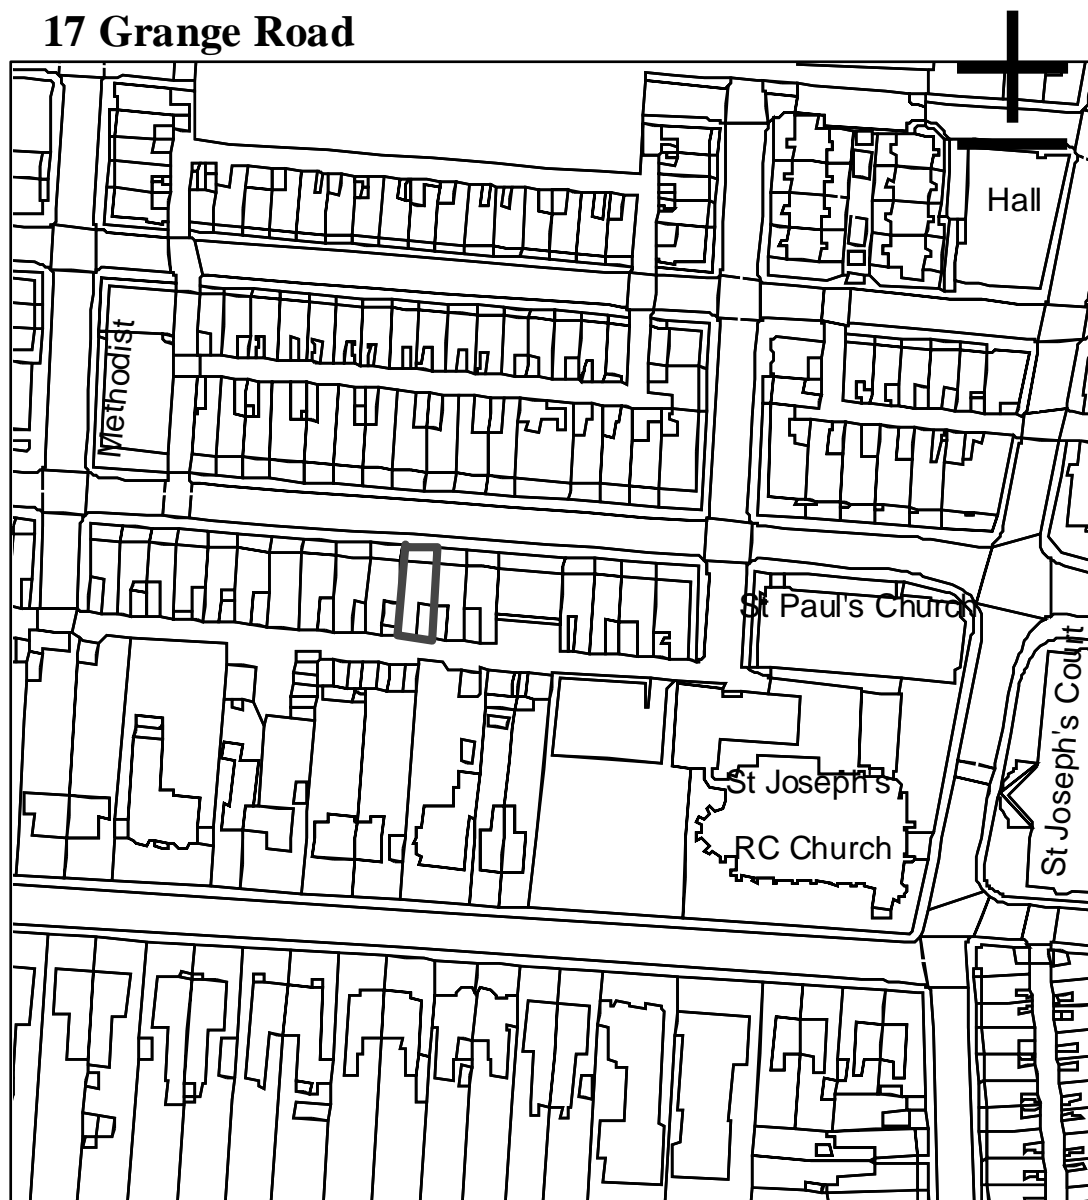 17 Grange Road
Hall
Methodist
St Paul's Church
St Joseph's Court
St Joseph's
RC Church